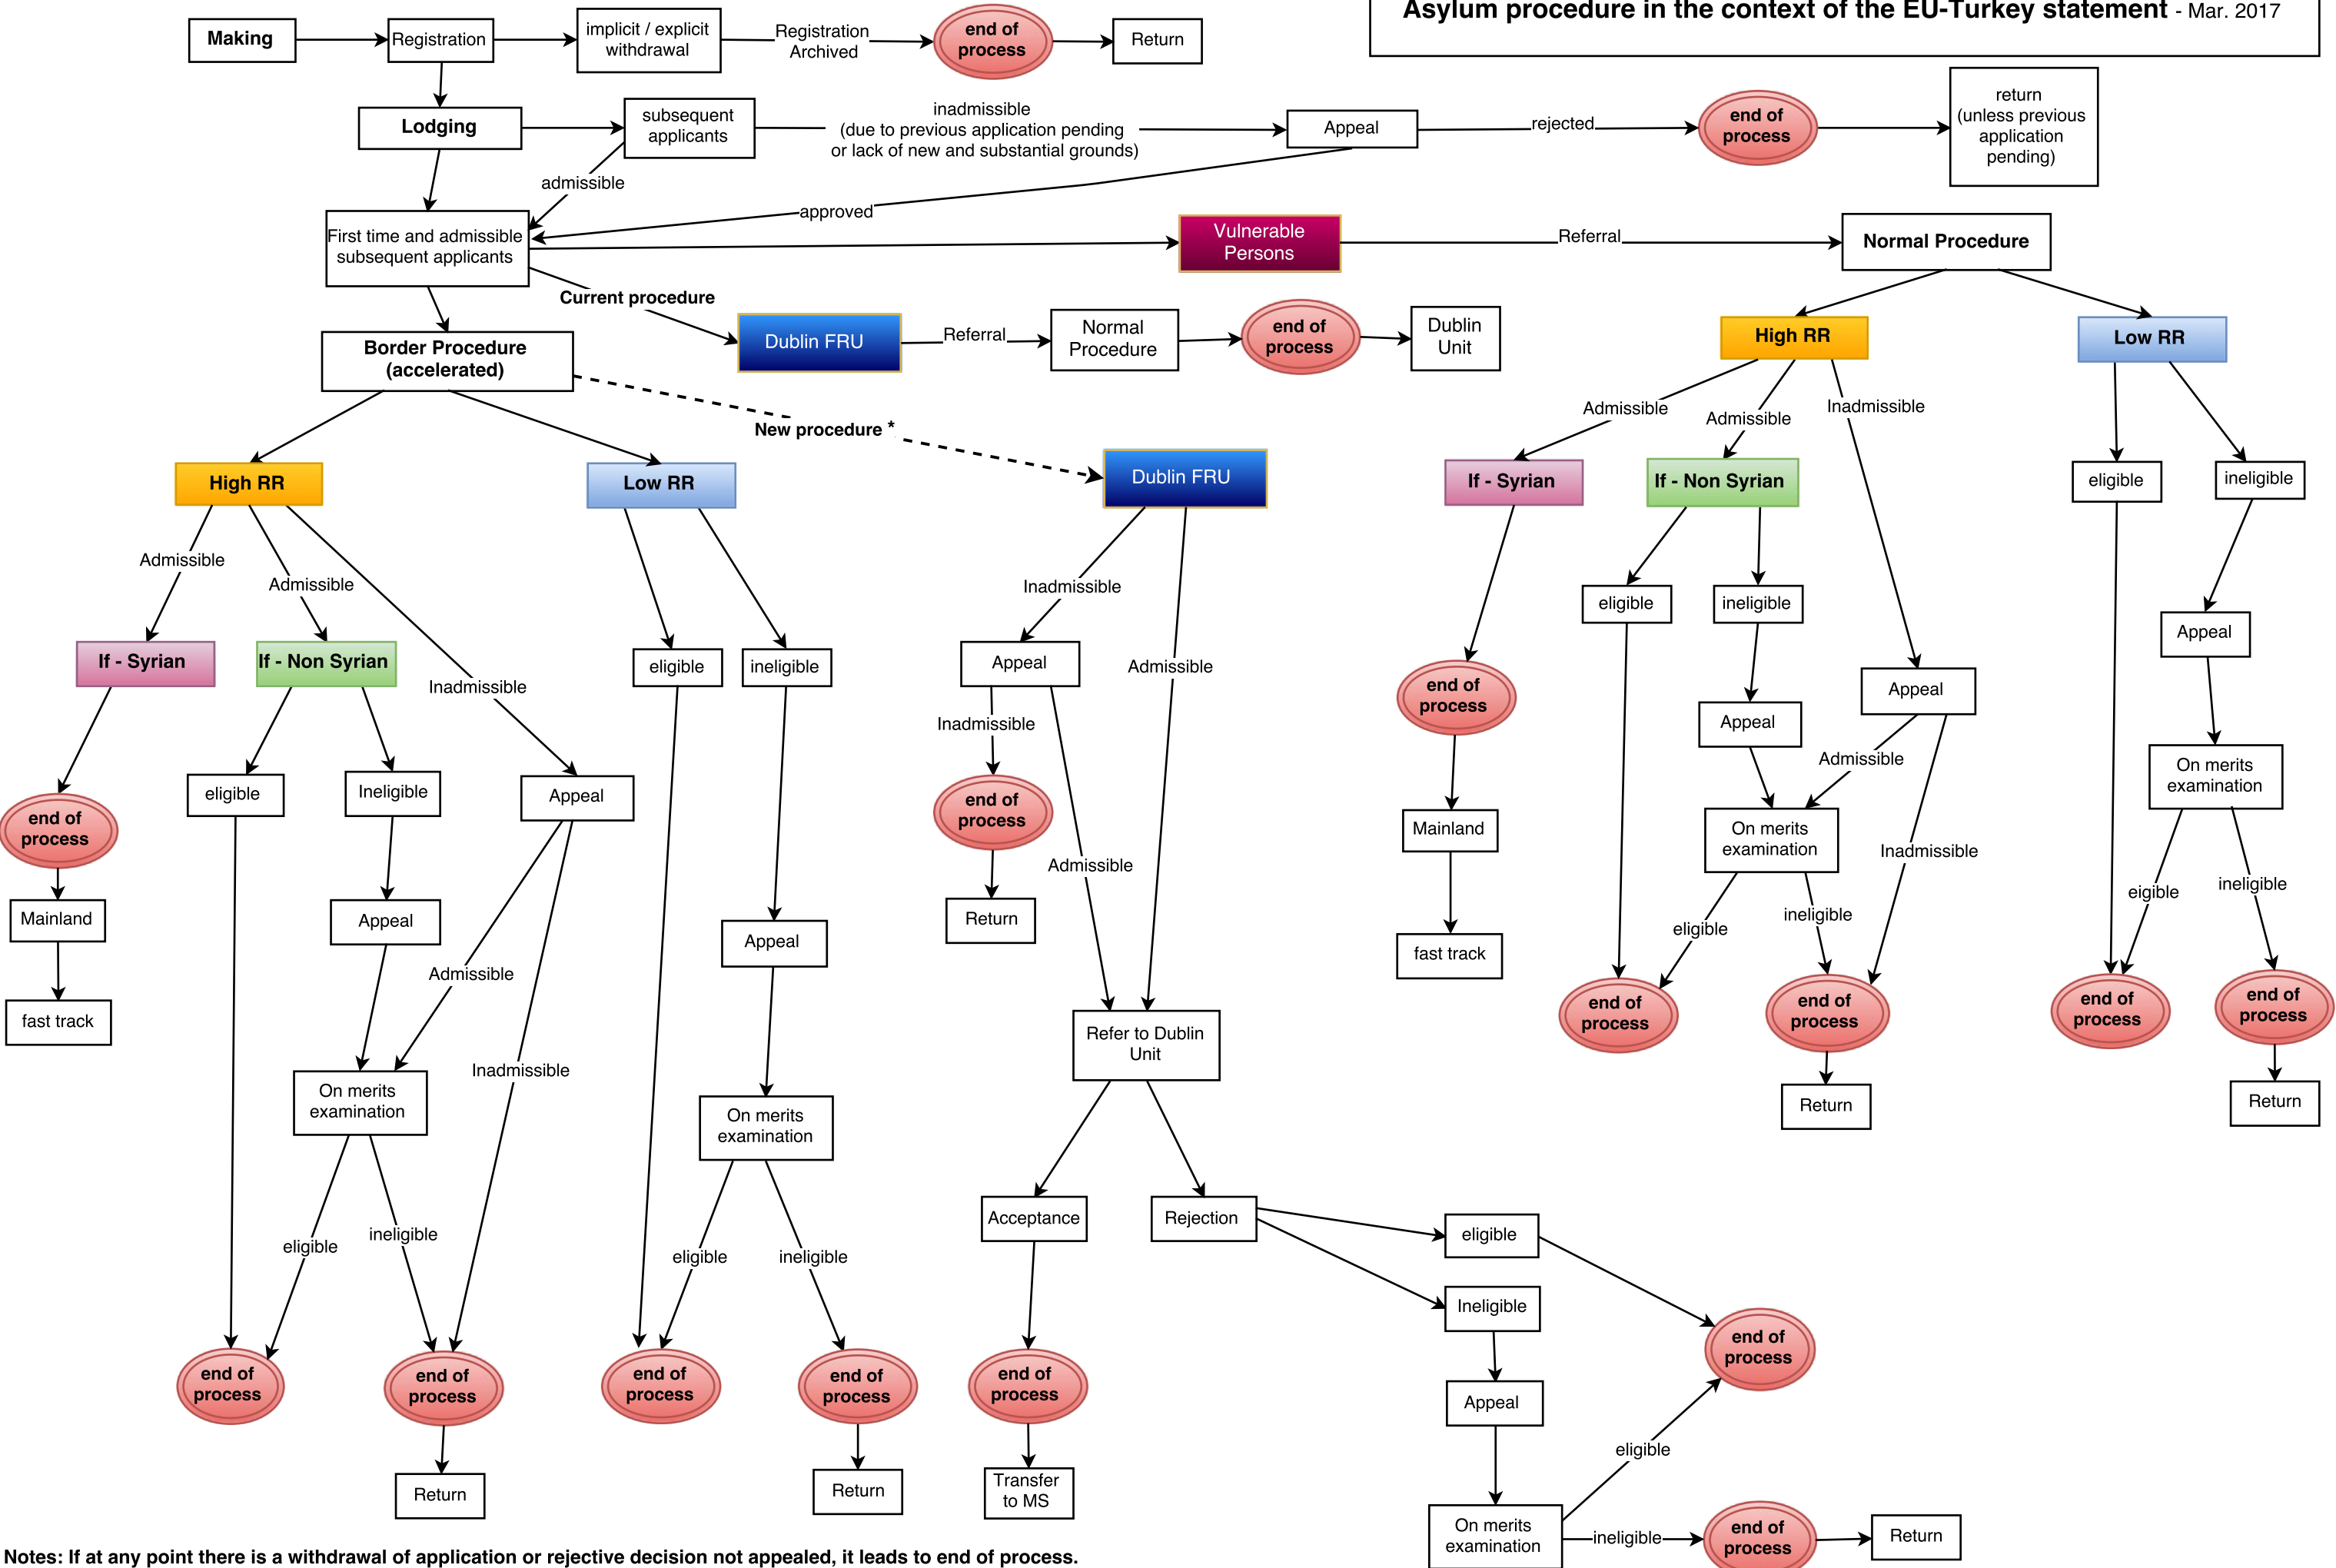 Asylum procedure in the context of the EU-Turkey statement - Mar. 2017
Making
Registration
implicit / explicit
withdrawal
Registration
Archived
end of
process
Return
Lodging
subsequent
applicants
inadmissible
(due to previous application pending
or lack of new and substantial grounds)
Appeal
rejected
end of
process
return
(unless previous
application
pending)
admissible
approved
First time and admissible
subsequent applicants
Vulnerable
Persons
Referral
Normal Procedure
Current procedure
Dublin FRU
Referral
Normal
Procedure
end of
process
Dublin
Unit
Border Procedure
(accelerated)
New procedure *
High RR
Low RR
Admissible
Admissible
Inadmissible
If - Syrian
If - Non Syrian
eligible
ineligible
end of
process
Mainland
fast track
eligible
Ineligible
Appeal
Appeal
Admissible
Inadmissible
On merits
examination
eligible
ineligible
end of
process
end of
process
Return
Appeal
On merits
examination
eligible
ineligible
end of
process
end of
process
Return
Dublin FRU
Inadmissible
Admissible
Appeal
Inadmissible
Admissible
end of
process
Return
Refer to Dublin
Unit
Acceptance
Rejection
end of
process
Transfer
to MS
eligible
Ineligible
Appeal
end of
process
eligible
On merits
examination
ineligible
end of
process
Return
High RR
Low RR
Admissible
Admissible
Inadmissible
If - Syrian
If - Non Syrian
end of
process
Mainland
fast track
eligible
ineligible
Appeal
Appeal
Admissible
Inadmissible
On merits
examination
eligible
ineligible
end of
process
end of
process
Return
eligible
ineligible
Appeal
On merits
examination
eigible
ineligible
end of
process
end of
process
Return
Notes: If at any point there is a withdrawal of application or rejective decision not appealed, it leads to end of process.